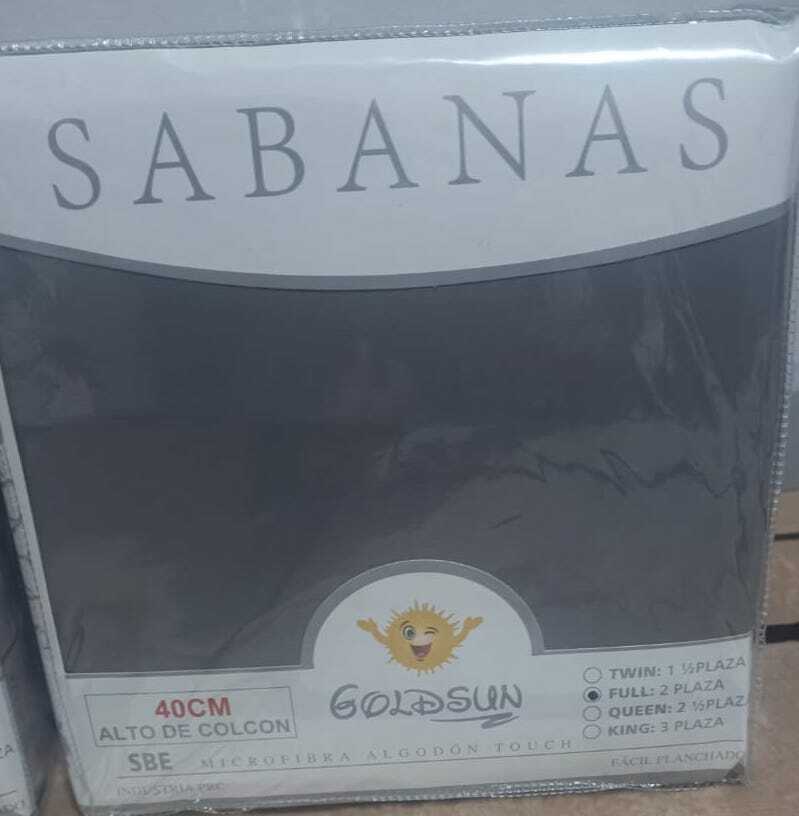 SABANAS
40CM
ALTO DE COLCON
GOLDSUN
TWIN: 1 ½PLAZA
FULL: 2 PLAZA
QUEEN: 2 ½PLAZ
KING: 3 PLAZA
SBE MICROFIBRA ALGODÓN TOUCH FÁCIL PLANCHADO
INDUSTRIA PRC